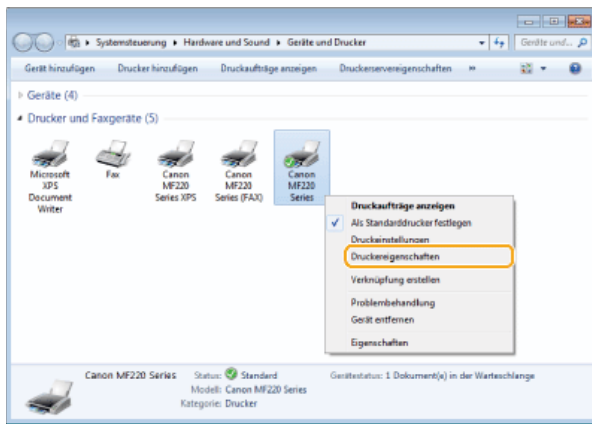 Systemsteuerung ▸ Hardware und Sound ▸ Geräte und Drucker
Geräte und...
Gerät hinzufügen Drucker hinzufügen Druckaufträge anzeigen Druckerservereigenschaften »
Geräte (4)
Drucker und Faxgeräte (5)
Microsoft XPS Document Writer
Fax
Canon MF220 Series XPS
Canon MF220 Series (FAX)
Canon MF220 Series
Druckaufträge anzeigen
✓ Als Standarddrucker festlegen
Druckeinstellungen
Druckereigenschaften
Verknüpfung erstellen
Problembehandlung
Gerät entfernen
Eigenschaften
Canon MF220 Series Status: Standard Gerätestatus: 1 Dokument(e) in der Warteschlange
Modell: Canon MF220 Series
Kategorie: Drucker